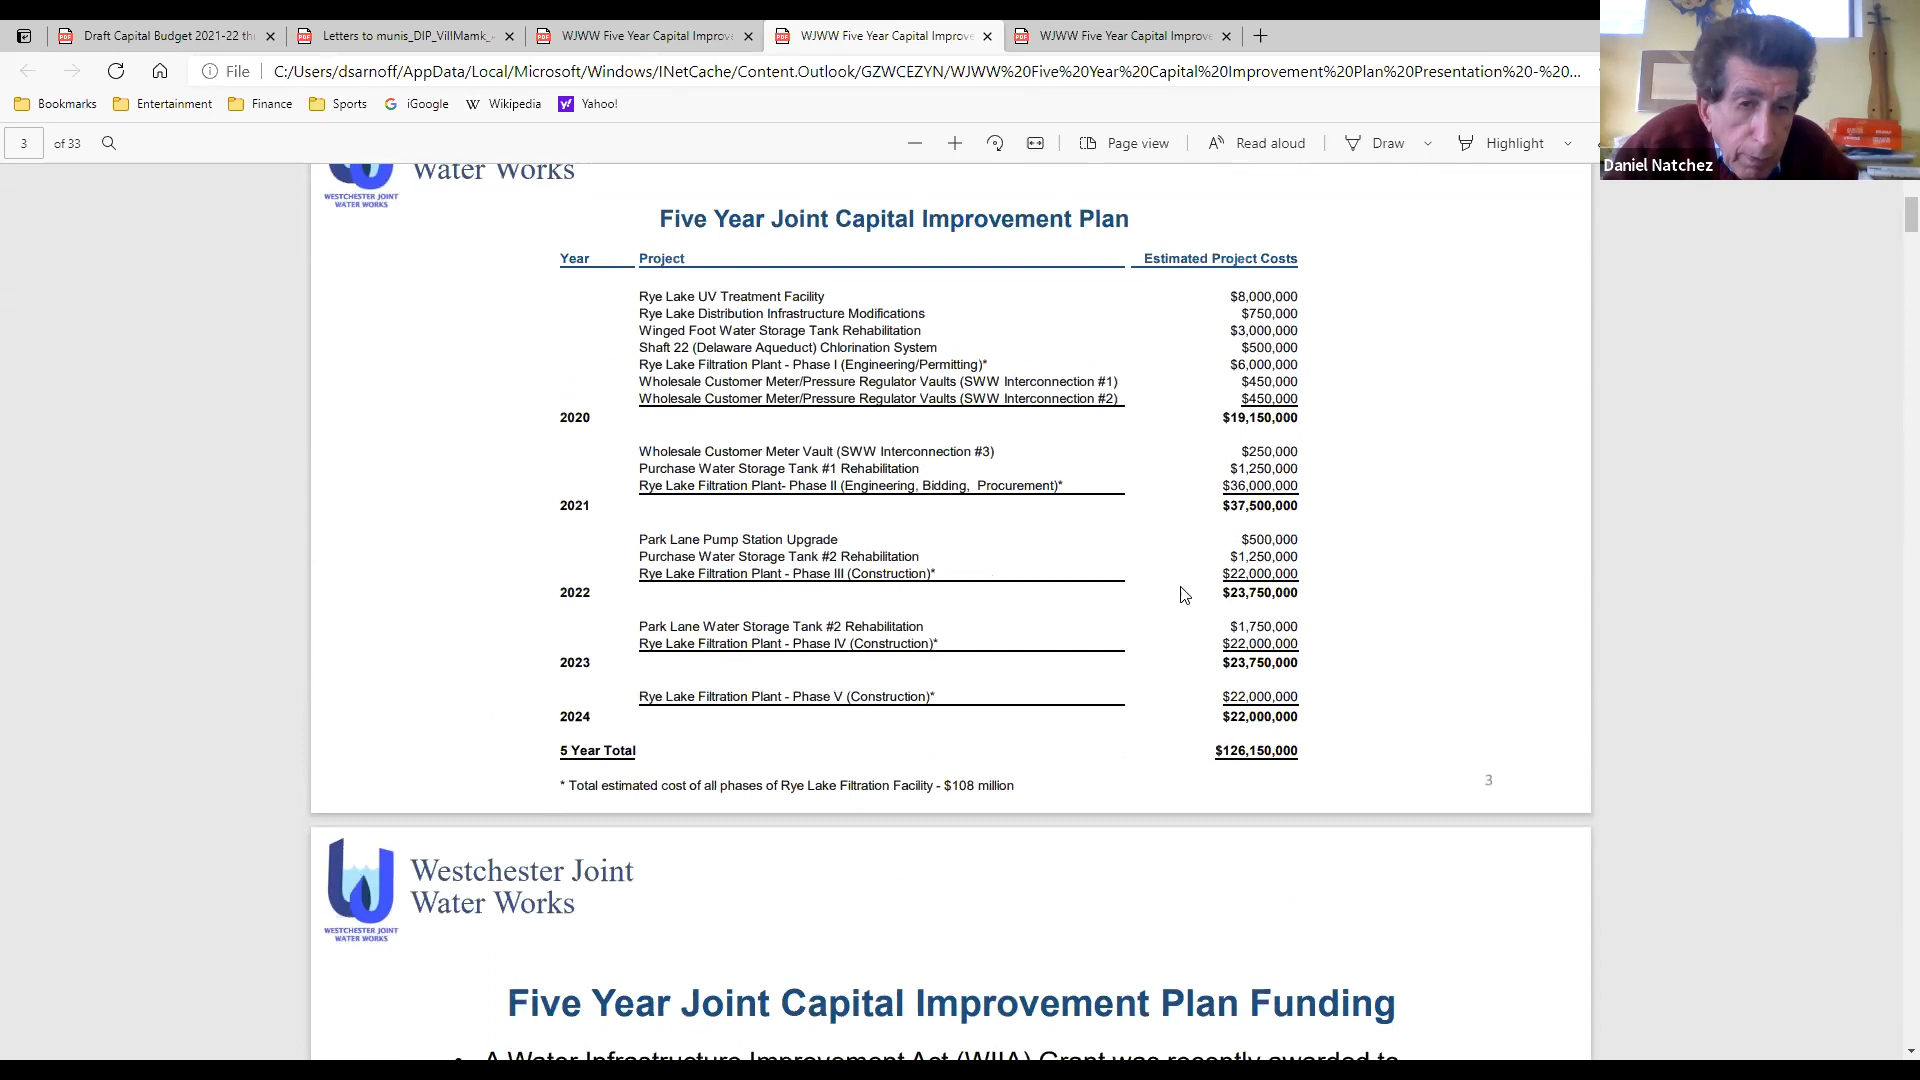 Draft Capital Budget 2021-22 th
Letters to munis_DIP_VillMamk_
WJWW Five Year Capital Improve
WJWW Five Year Capital Improve
WJWW Five Year Capital Improve
File
C:/Users/dsarnoff/AppData/Local/Microsoft/Windows/INetCache/Content.Outlook/GZWCEZYN/WJWW%20Five%20Year%20Capital%20Improvement%20Plan%20Presentation%20-%20...
Bookmarks Entertainment Finance Sports iGoogle Wikipedia Yahoo!
3 of 33
Page view Read aloud Draw Highlight
Daniel Natchez
Water Works
WESTCHESTER JOINT
WATER WORKS
Five Year Joint Capital Improvement Plan
Year Project Estimated Project Costs
Rye Lake UV Treatment Facility $8,000,000
Rye Lake Distribution Infrastructure Modifications $750,000
Winged Foot Water Storage Tank Rehabilitation $3,000,000
Shaft 22 (Delaware Aqueduct) Chlorination System $500,000
Rye Lake Filtration Plant - Phase I (Engineering/Permitting)* $6,000,000
Wholesale Customer Meter/Pressure Regulator Vaults (SWW Interconnection #1) $450,000
Wholesale Customer Meter/Pressure Regulator Vaults (SWW Interconnection #2) $450,000
2020 $19,150,000
Wholesale Customer Meter Vault (SWW Interconnection #3) $250,000
Purchase Water Storage Tank #1 Rehabilitation $1,250,000
Rye Lake Filtration Plant- Phase II (Engineering, Bidding, Procurement)* $36,000,000
2021 $37,500,000
Park Lane Pump Station Upgrade $500,000
Purchase Water Storage Tank #2 Rehabilitation $1,250,000
Rye Lake Filtration Plant - Phase III (Construction)* $22,000,000
2022 $23,750,000
Park Lane Water Storage Tank #2 Rehabilitation $1,750,000
Rye Lake Filtration Plant - Phase IV (Construction)* $22,000,000
2023 $23,750,000
Rye Lake Filtration Plant - Phase V (Construction)* $22,000,000
2024 $22,000,000
5 Year Total $126,150,000
* Total estimated cost of all phases of Rye Lake Filtration Facility - $108 million
3
Westchester Joint
Water Works
WESTCHESTER JOINT
WATER WORKS
Five Year Joint Capital Improvement Plan Funding
• A Water Infrastructure Improvement Act (WIIA) Grant was recently awarded to